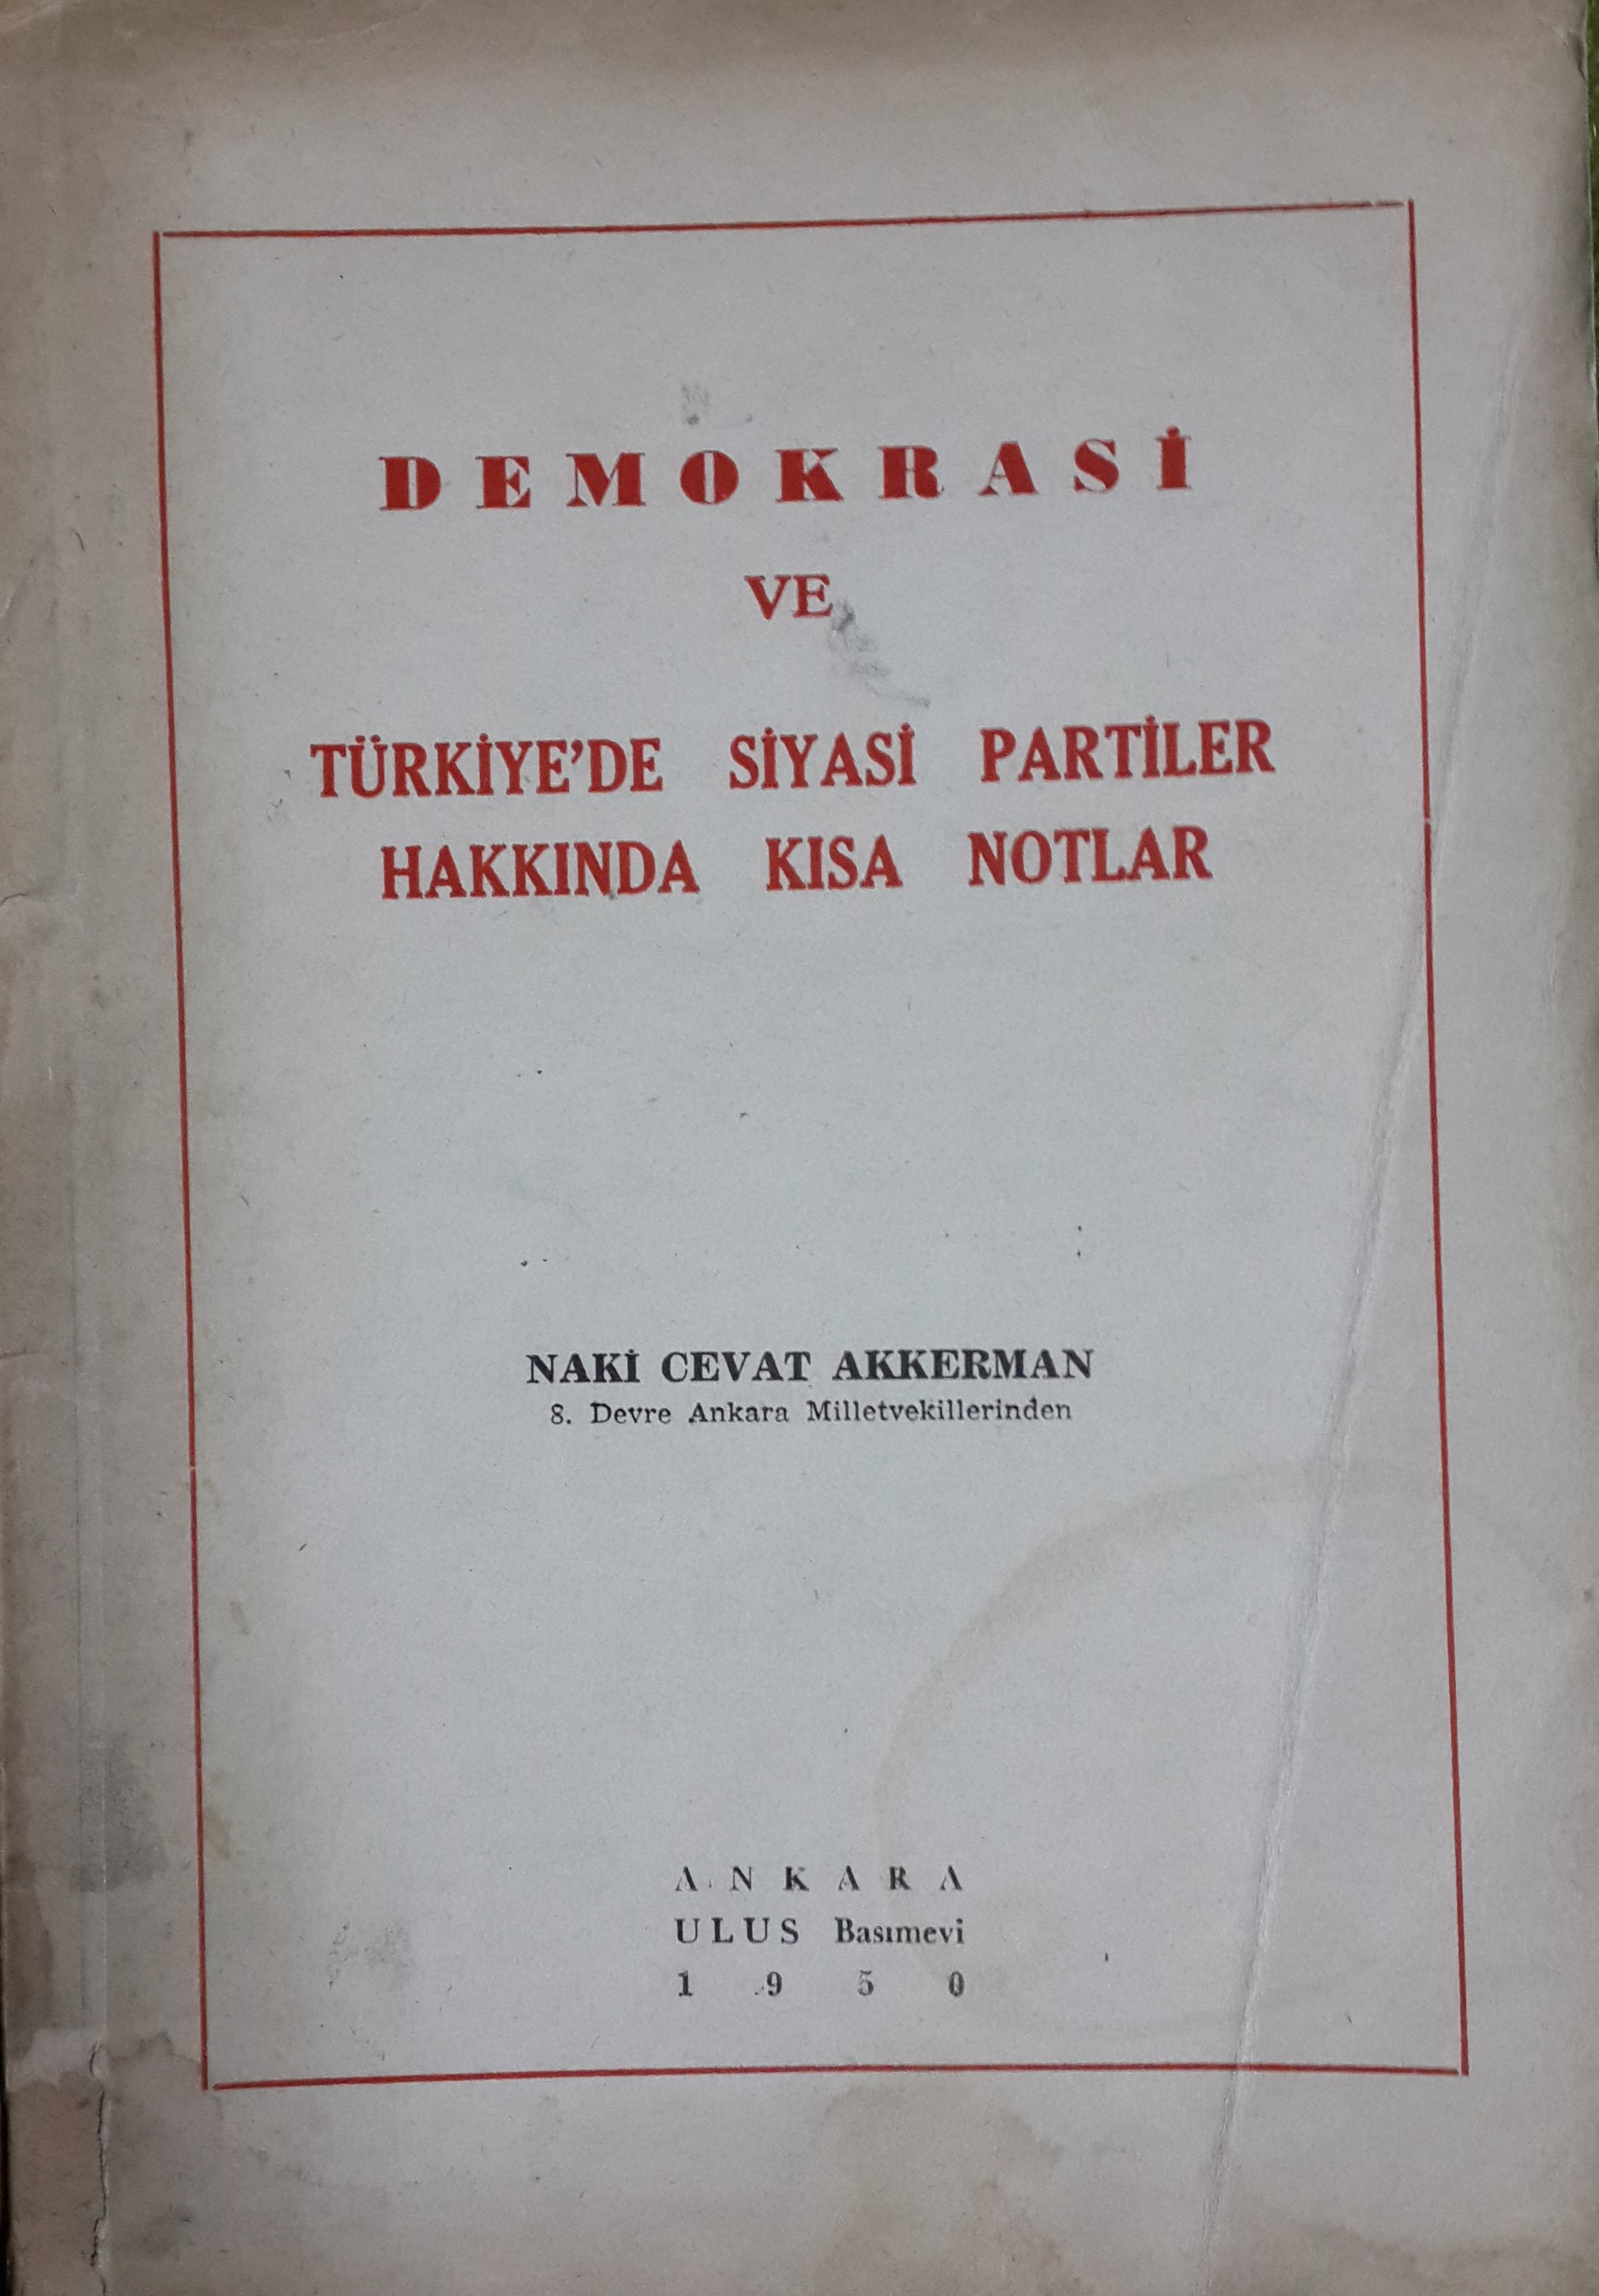 DEMOKRASİ
VE
TÜRKİYE'DE SİYASİ PARTİLER
HAKKINDA KISA NOTLAR
NAKİ CEVAT AKKERMAN
8. Devre Ankara Milletvekillerinden
ANKARA
ULUS Basımevi
1950